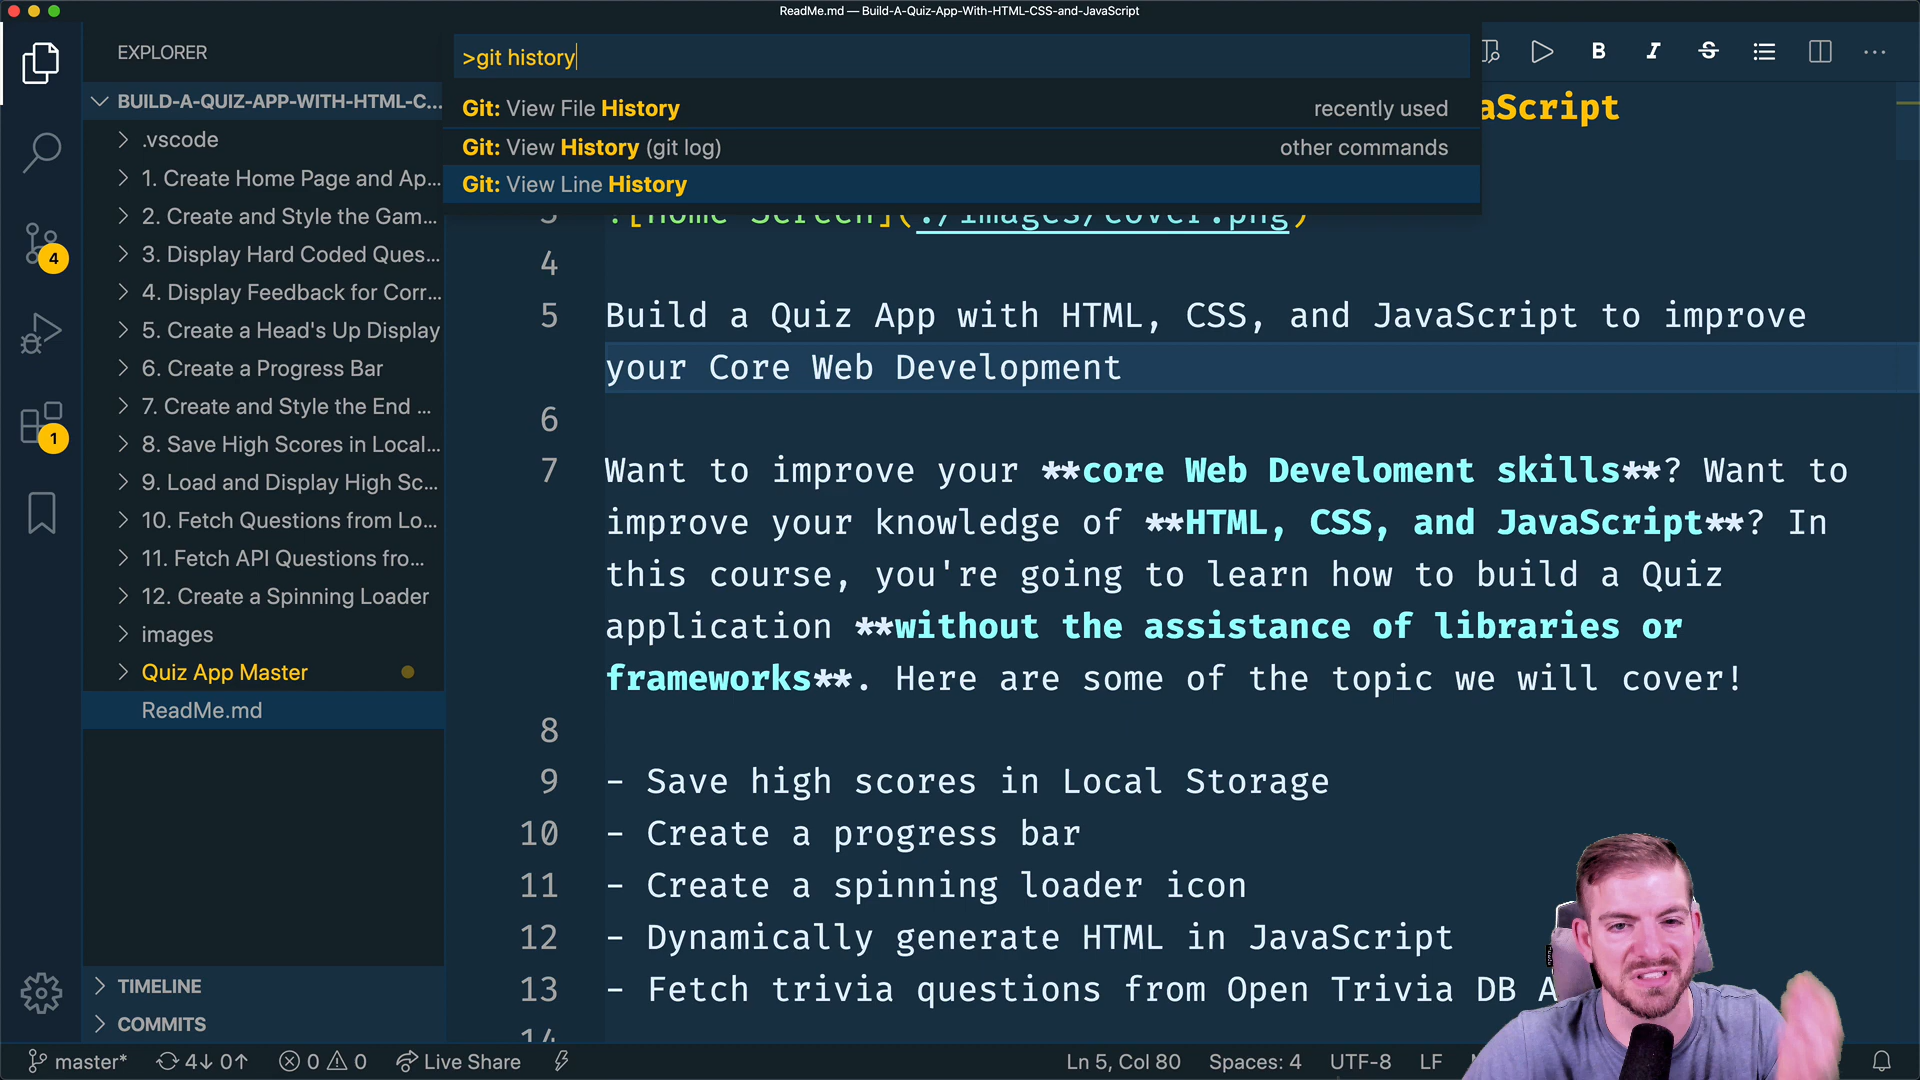 ReadMe.md — Build-A-Quiz-App-With-HTML-CSS-and-JavaScript
EXPLORER
BUILD-A-QUIZ-APP-WITH-HTML-C...
.vscode
1. Create Home Page and Ap...
2. Create and Style the Gam...
3. Display Hard Coded Ques...
4. Display Feedback for Corr...
5. Create a Head's Up Display
6. Create a Progress Bar
7. Create and Style the End ...
8. Save High Scores in Local...
9. Load and Display High Sc...
10. Fetch Questions from Lo...
11. Fetch API Questions fro...
12. Create a Spinning Loader
images
Quiz App Master
ReadMe.md
TIMELINE
COMMITS
4
1
>git history
Git: View File History recently used
Git: View History (git log) other commands
Git: View Line History
B I S
aScript
3 ![Home Screen](./images/cover.png)
4
5 Build a Quiz App with HTML, CSS, and JavaScript to improve
your Core Web Development
6
7 Want to improve your **core Web Develoment skills**? Want to
improve your knowledge of **HTML, CSS, and JavaScript**? In
this course, you're going to learn how to build a Quiz
application **without the assistance of libraries or
frameworks**. Here are some of the topic we will cover!
8
9 - Save high scores in Local Storage
10 - Create a progress bar
11 - Create a spinning loader icon
12 - Dynamically generate HTML in JavaScript
13 - Fetch trivia questions from Open Trivia DB A
14
master* 4↓ 0↑ 0 0 Live Share Ln 5, Col 80 Spaces: 4 UTF-8 LF